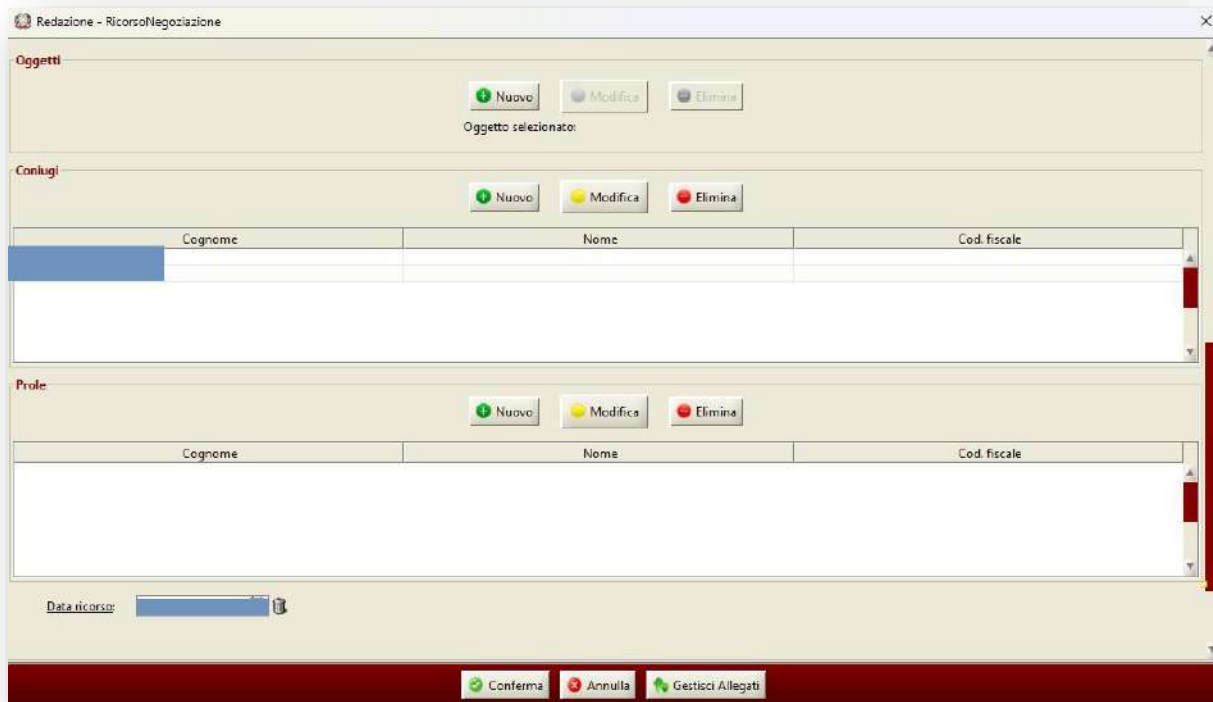 Redazione - RicorsoNegoziazione
Oggetti
Nuovo Modifica Elimina
Oggetto selezionato:
Coniugi
Nuovo Modifica Elimina
Cognome Nome Cod. fiscale
Prole
Nuovo Modifica Elimina
Cognome Nome Cod. fiscale
Data ricorso:
Conferma Annulla Gestisci Allegati